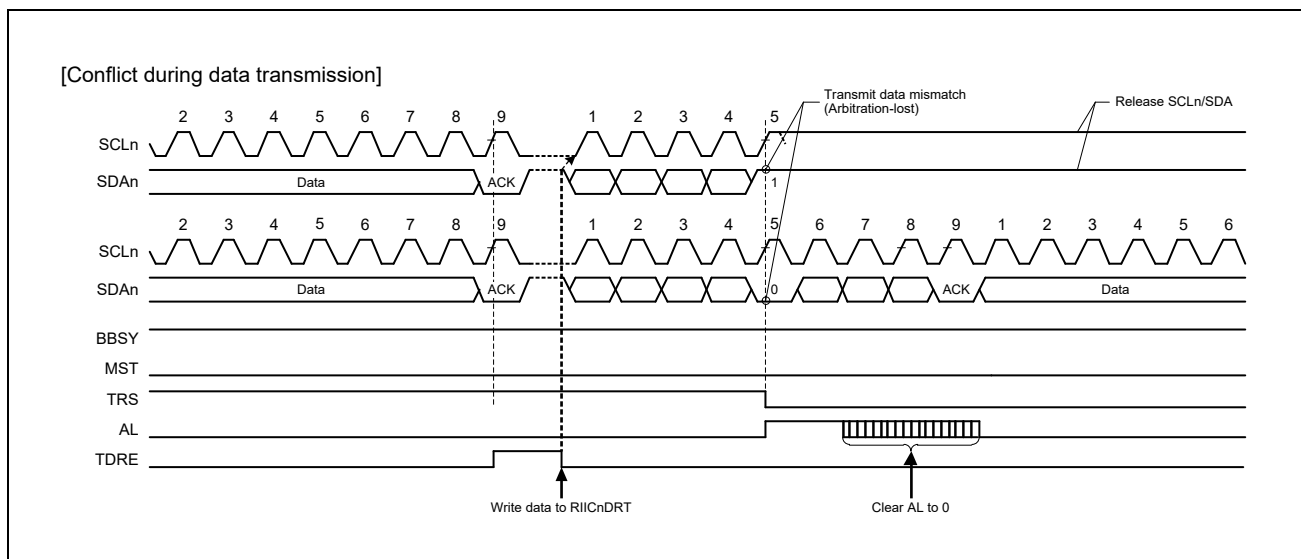 [Conflict during data transmission]
Transmit data mismatch
(Arbitration-lost)
Release SCLn/SDA
2 3 4 5 6 7 8 9 1 2 3 4 5
SCLn
SDAn Data ACK 1
2 3 4 5 6 7 8 9 1 2 3 4 5 6 7 8 9 1 2 3 4 5 6
SCLn
SDAn Data ACK 0 ACK Data
BBSY
MST
TRS
AL
TDRE
Write data to RIICnDRT Clear AL to 0